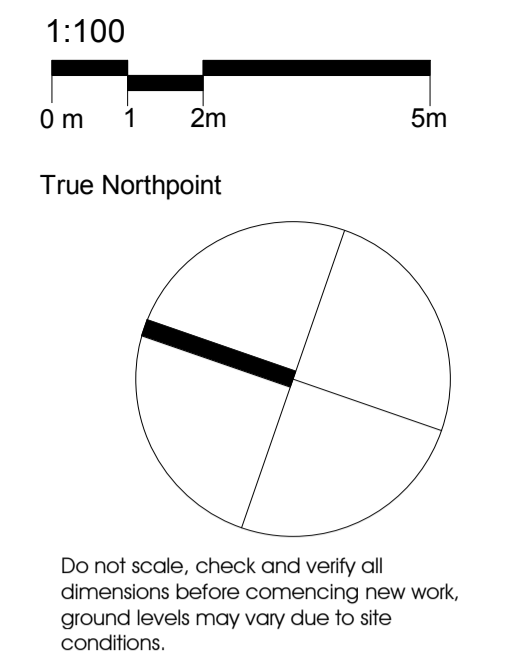 1:100
0 m 1 2m 5m
True Northpoint
Do not scale, check and verify all
dimensions before comencing new work,
ground levels may vary due to site
conditions.